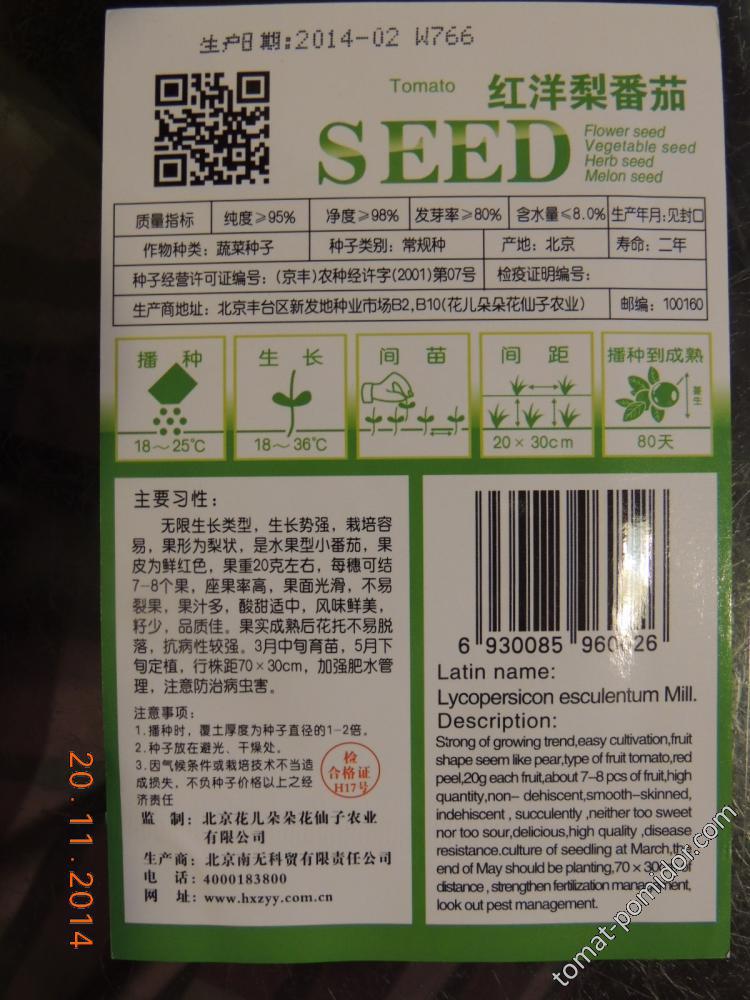 生产日期:2014-02 W766
Tomato 红洋梨番茄
SEED
Flower seed
Vegetable seed
Herb seed
Melon seed
质量指标 纯度≥95% 净度≥98% 发芽率≥80% 含水量≤8.0% 生产年月:见封口
作物种类: 蔬菜种子 种子类别: 常规种 产地: 北京 寿命: 二年
种子经营许可证编号: (京丰)农种经许字(2001)第07号 检疫证明编号:
生产商地址: 北京丰台区新发地种业市场B2,B10(花儿朵朵花仙子农业) 邮编: 100160
播种 生长 间苗 间距 播种到成熟
养生
18~25℃ 18~36℃ 20×30cm 80天
主要习性:
无限生长类型, 生长势强, 栽培容
易, 果形为梨状, 是水果型小番茄, 果
皮为鲜红色, 果重20克左右, 每穗可结
7-8个果, 座果率高, 果面光滑, 不易
裂果, 果汁多, 酸甜适中, 风味鲜美,
籽少, 品质佳。果实成熟后花托不易脱
落, 抗病性较强。3月中旬育苗, 5月下
旬定植, 行株距70×30cm, 加强肥水管
理, 注意防治病虫害。
注意事项:
1.播种时, 覆土厚度为种子直径的1-2倍。
2.种子放在避光、干燥处。
3.因气候条件或栽培技术不当造
成损失, 不负种子价格以上之经
济责任
检
合格证
H17号
监 制: 北京花儿朵朵花仙子农业
有限公司
生产商: 北京南无科贸有限责任公司
电 话: 4000183800
网 址: www.hxzyy.com.cn
6 930085 960026
Latin name:
Lycopersicon esculentum Mill.
Description:
Strong of growing trend,easy cultivation,fruit
shape seem like pear,type of fruit tomato,red
peel,20g each fruit,about 7-8 pcs of fruit,high
quantity,non- dehiscent,smooth-skinned,
indehiscent , succulently ,neither too sweet
nor too sour,delicious,high quality ,disease
resistance.culture of seedling at March,the
end of May should be planting,70×30cm of
distance , strengthen fertilization management,
look out pest management.
20.11.2014
tomat-pomidor.com